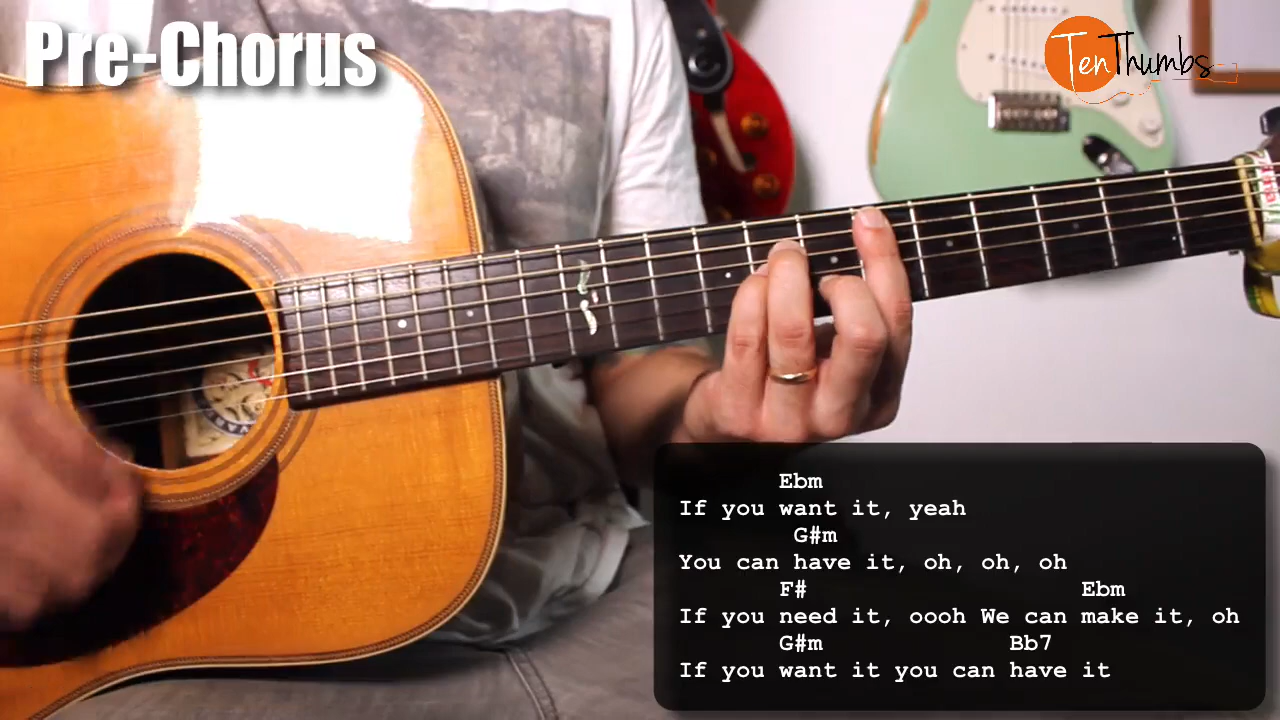 Pre-Chorus
TenThumbs
Ebm
If you want it, yeah
G#m
You can have it, oh, oh, oh
F# Ebm
If you need it, oooh We can make it, oh
G#m Bb7
If you want it you can have it